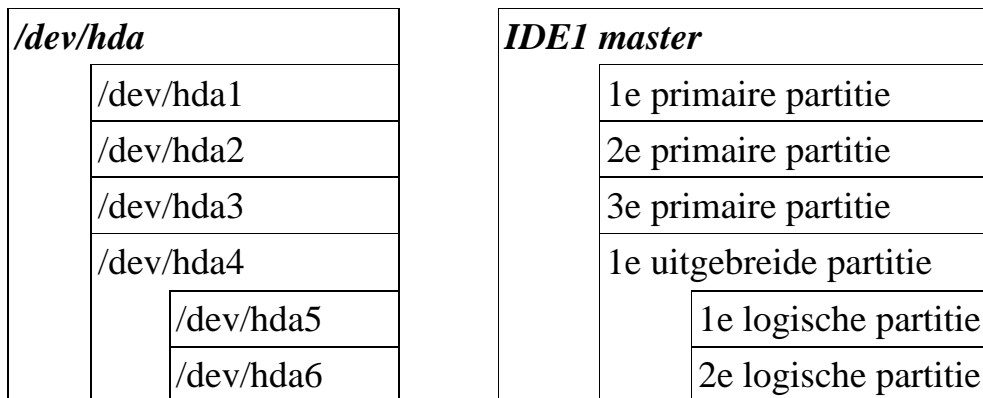 /dev/hda
/dev/hda1
/dev/hda2
/dev/hda3
/dev/hda4
/dev/hda5
/dev/hda6
IDE1 master
1e primaire partitie
2e primaire partitie
3e primaire partitie
1e uitgebreide partitie
1e logische partitie
2e logische partitie